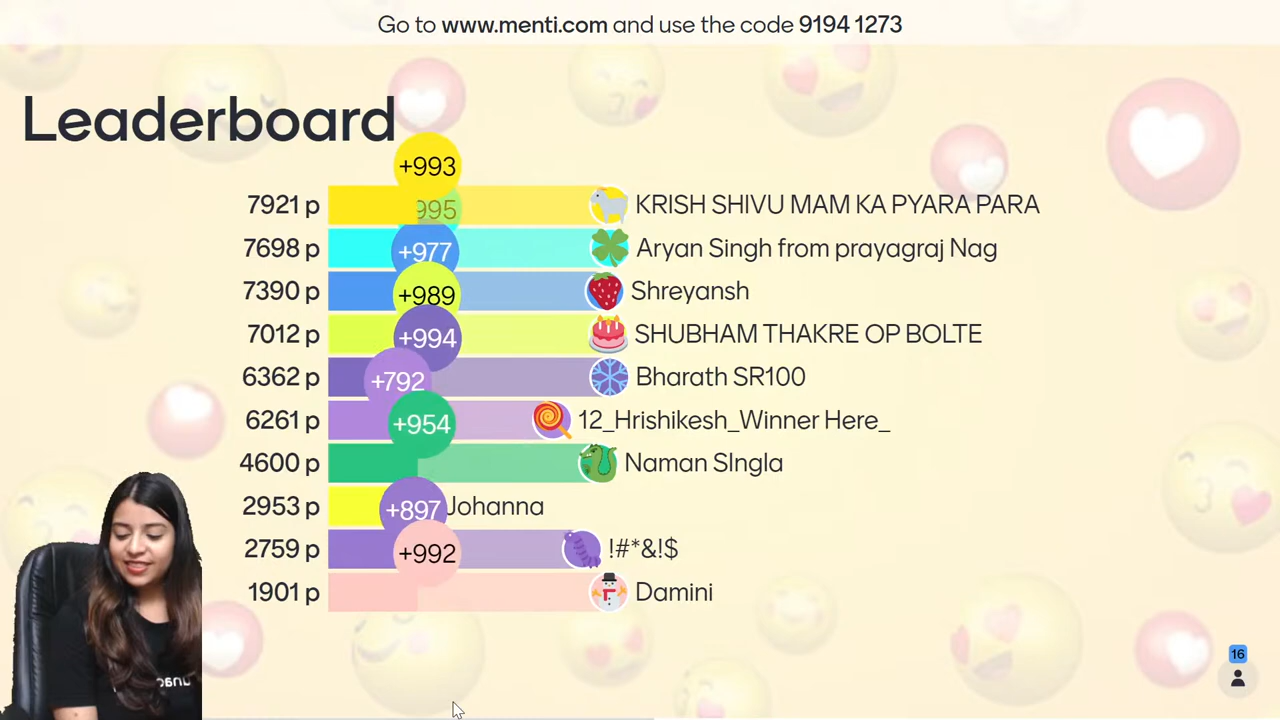 Go to www.menti.com and use the code 9194 1273
Leaderboard
+993
7921 p KRISH SHIVU MAM KA PYARA PARA
995
7698 p Aryan Singh from prayagraj Nag
+977
7390 p Shreyansh
+989
7012 p SHUBHAM THAKRE OP BOLTE
+994
6362 p Bharath SR100
+792
6261 p 12_Hrishikesh_Winner Here_
+954
4600 p Naman SIngla
2953 p Johanna
+897
2759 p !#*&!$
+992
1901 p Damini
16